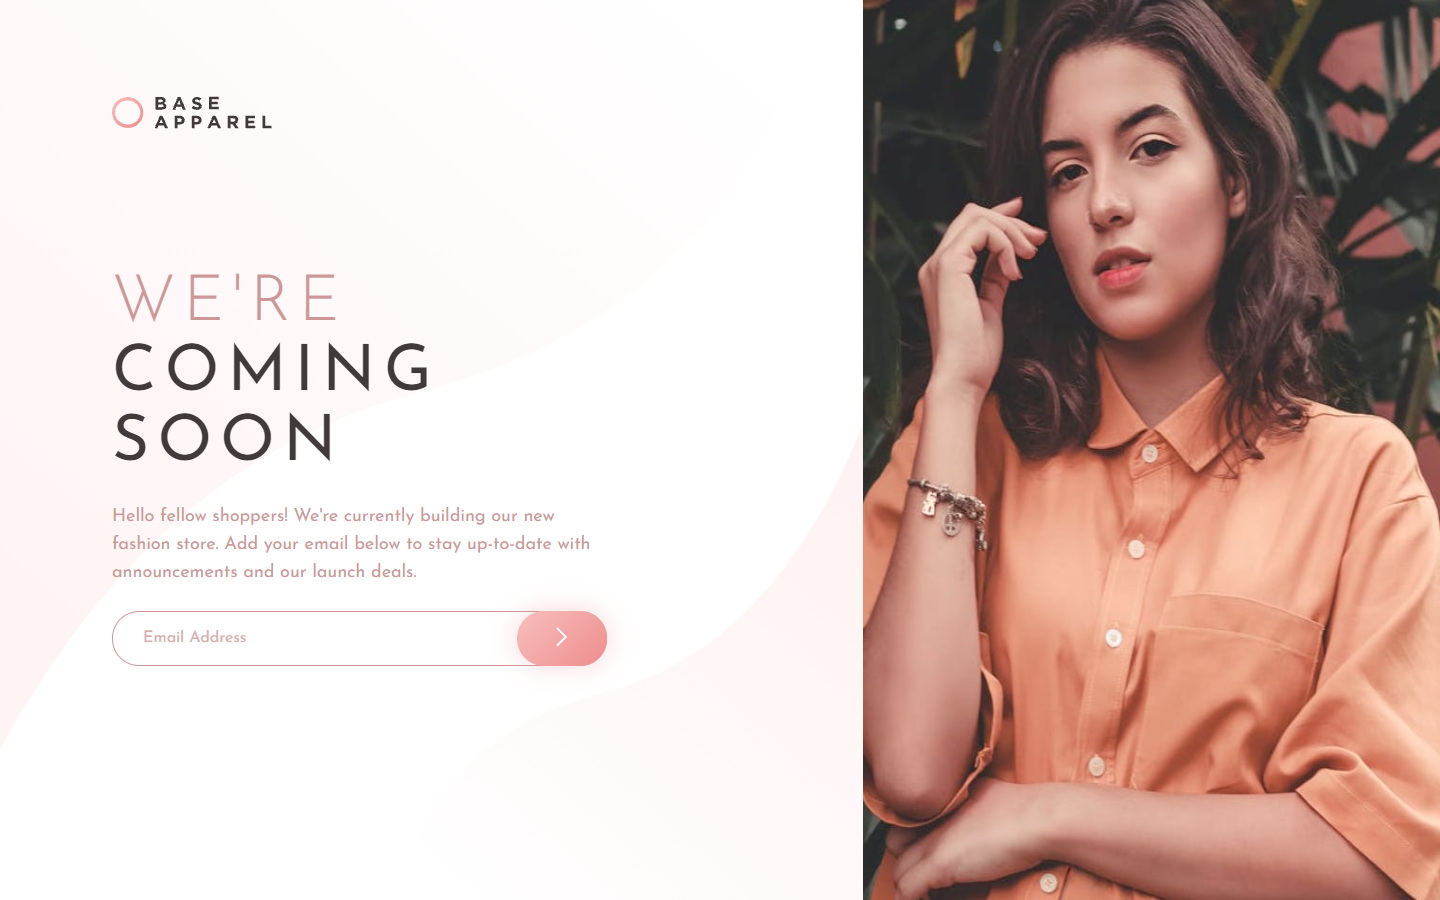 BASE
APPAREL
WE'RE
COMING
SOON
Hello fellow shoppers! We're currently building our new
fashion store. Add your email below to stay up-to-date with
announcements and our launch deals.
Email Address